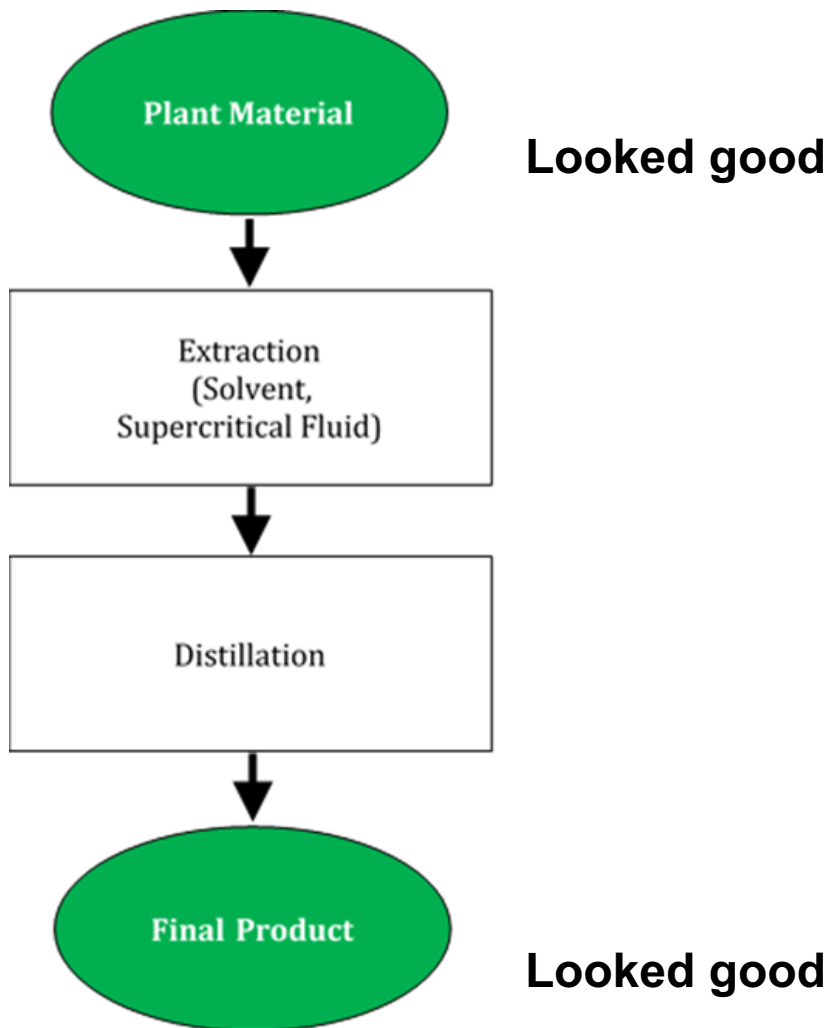 Plant Material
Looked good
Extraction
(Solvent,
Supercritical Fluid)
Distillation
Final Product
Looked good